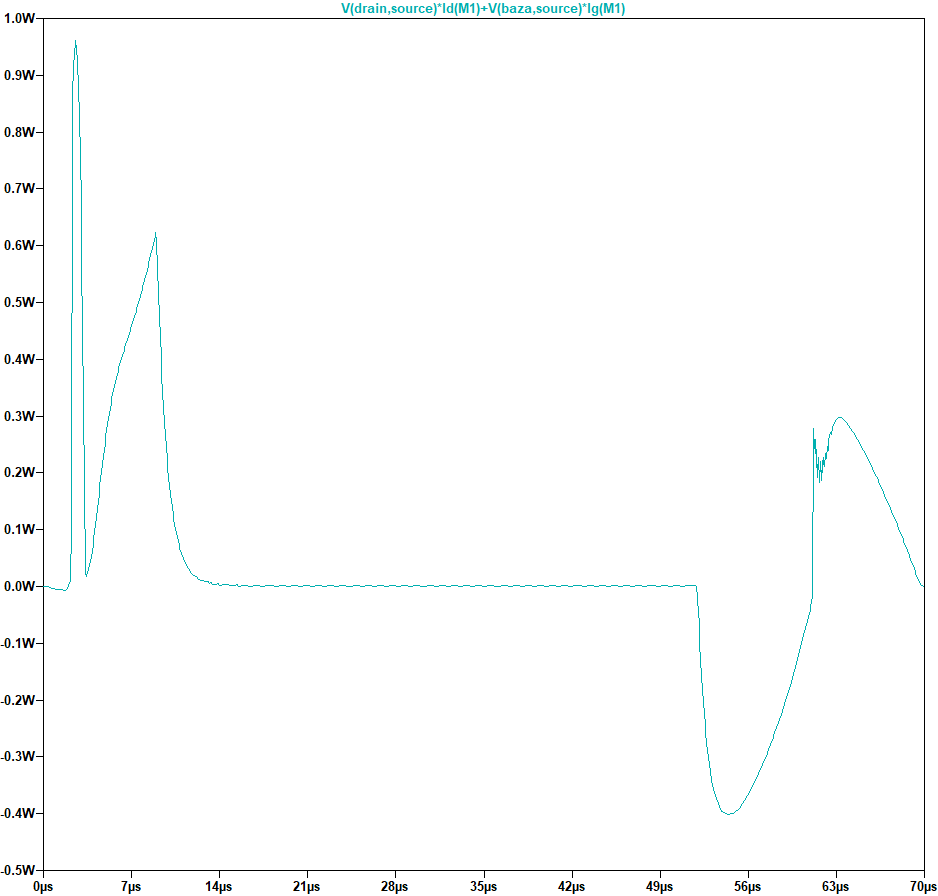 V(drain,source)*Id(M1)+V(baza,source)*Ig(M1)
1.0W
0.9W
0.8W
0.7W
0.6W
0.5W
0.4W
0.3W
0.2W
0.1W
0.0W
-0.1W
-0.2W
-0.3W
-0.4W
-0.5W
0µs 7µs 14µs 21µs 28µs 35µs 42µs 49µs 56µs 63µs 70µs